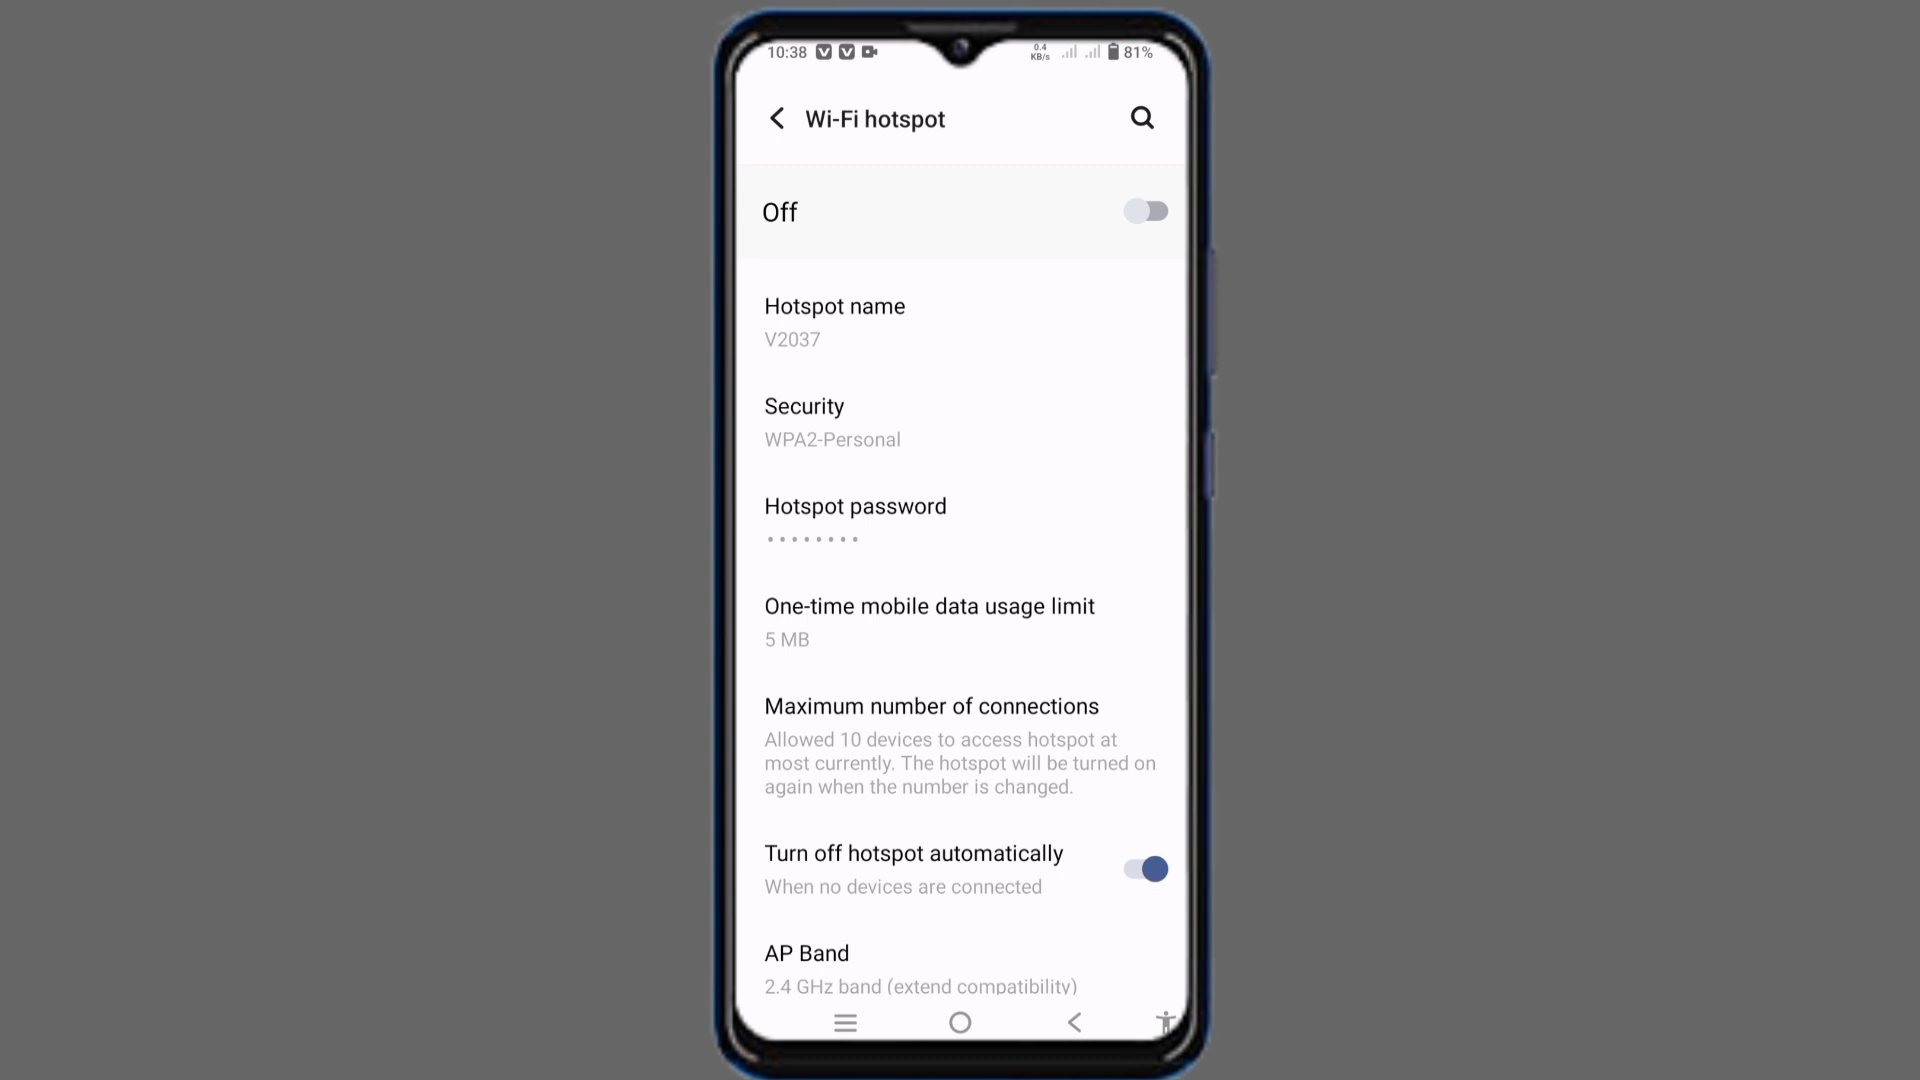 10:38 0.4 KB/s 81%
Wi-Fi hotspot
Off
Hotspot name
V2037
Security
WPA2-Personal
Hotspot password
••••••••
One-time mobile data usage limit
5 MB
Maximum number of connections
Allowed 10 devices to access hotspot at
most currently. The hotspot will be turned on
again when the number is changed.
Turn off hotspot automatically
When no devices are connected
AP Band
2.4 GHz band (extend compatibility)